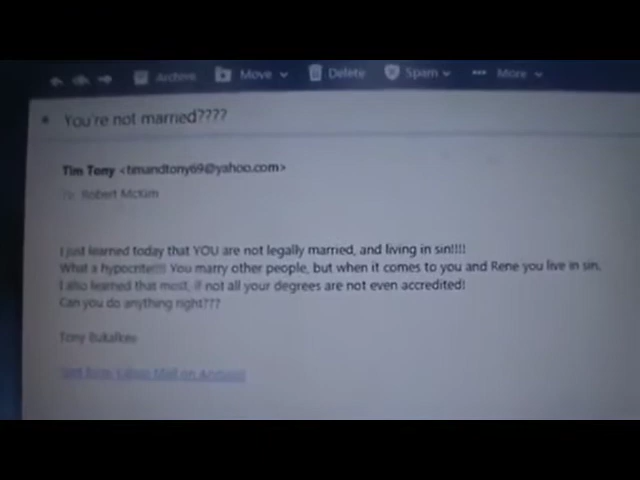 Archive Move Delete Spam More
You're not married????
Tim Tony <timandtony69@yahoo.com>
To Robert McKim
I just learned today that YOU are not legally married, and living in sin!!!!
What a hypocrite!!!! You marry other people, but when it comes to you and Rene you live in sin.
I also learned that most, if not all your degrees are not even accredited!
Can you do anything right???
Tony
Sent from Yahoo Mail on Android